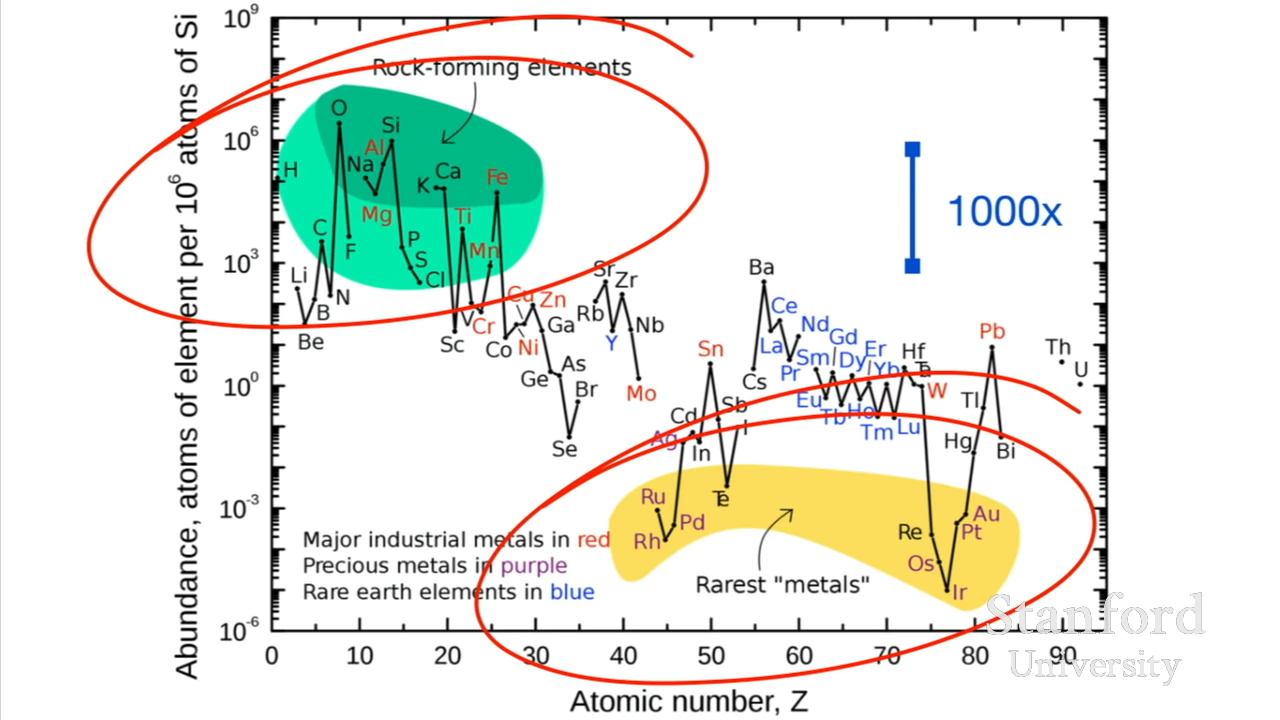 Abundance, atoms of element per 10⁶ atoms of Si
10⁹
10⁶
10³
10⁰
10⁻³
10⁻⁶
Rock-forming elements
H
Li
Be
B
C
N
O
F
Na
Mg
Al
Si
P
S
Cl
K
Ca
Sc
Ti
V
Cr
Mn
Fe
Co
Ni
Cu
Zn
Ga
Ge
As
Se
Br
Rb
Sr
Y
Zr
Nb
Mo
Ru
Rh
Pd
Ag
Cd
In
Sn
Sb
Te
I
Cs
Ba
La
Ce
Pr
Nd
Sm
Eu
Gd
Tb
Dy
Ho
Er
Tm
Yb
Lu
Hf
Ta
W
Re
Os
Ir
Pt
Au
Hg
Tl
Pb
Bi
Th
U
1000x
Major industrial metals in red
Precious metals in purple
Rare earth elements in blue
Rarest "metals"
Stanford
University
0 10 20 30 40 50 60 70 80 90
Atomic number, Z